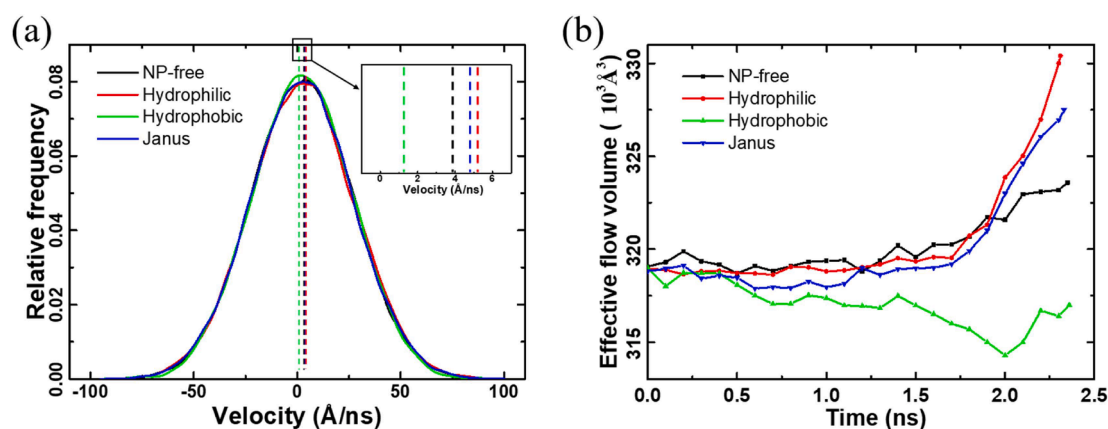 (a)
Relative frequency
0.08
0.06
0.04
0.02
0.00
NP-free
Hydrophilic
Hydrophobic
Janus
0 2 4 6
Velocity (Å/ns)
-100 -50 0 50 100
Velocity (Å/ns)
(b)
Effective flow volume ( 10³Å³)
330
325
320
315
NP-free
Hydrophilic
Hydrophobic
Janus
0.0 0.5 1.0 1.5 2.0 2.5
Time (ns)